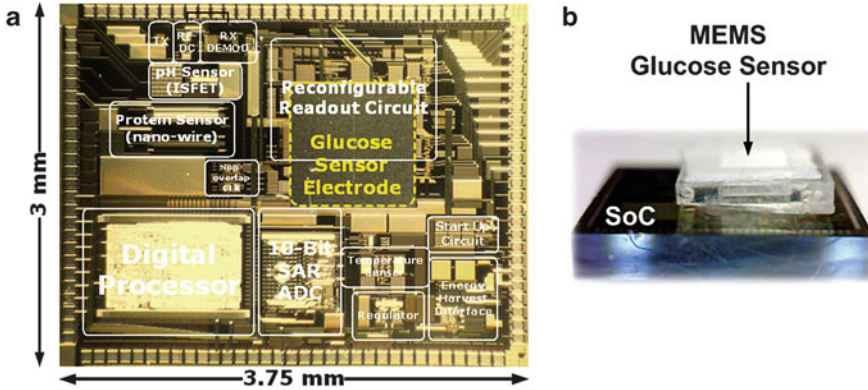 a
TX
RF-
DC
RX
DEMOD
pH Sensor
(ISFET)
Protein Sensor
(nano-wire)
Reconfigurable
Readout Circuit
Glucose
Sensor
Electrode
Non
overlap
CLK
Digital
Processor
10-Bit
SAR
ADC
Start Up
Circuit
Temperature
Sensor
Energy
Harvest
Interface
Regulator
3 mm
3.75 mm
b
MEMS
Glucose Sensor
SoC